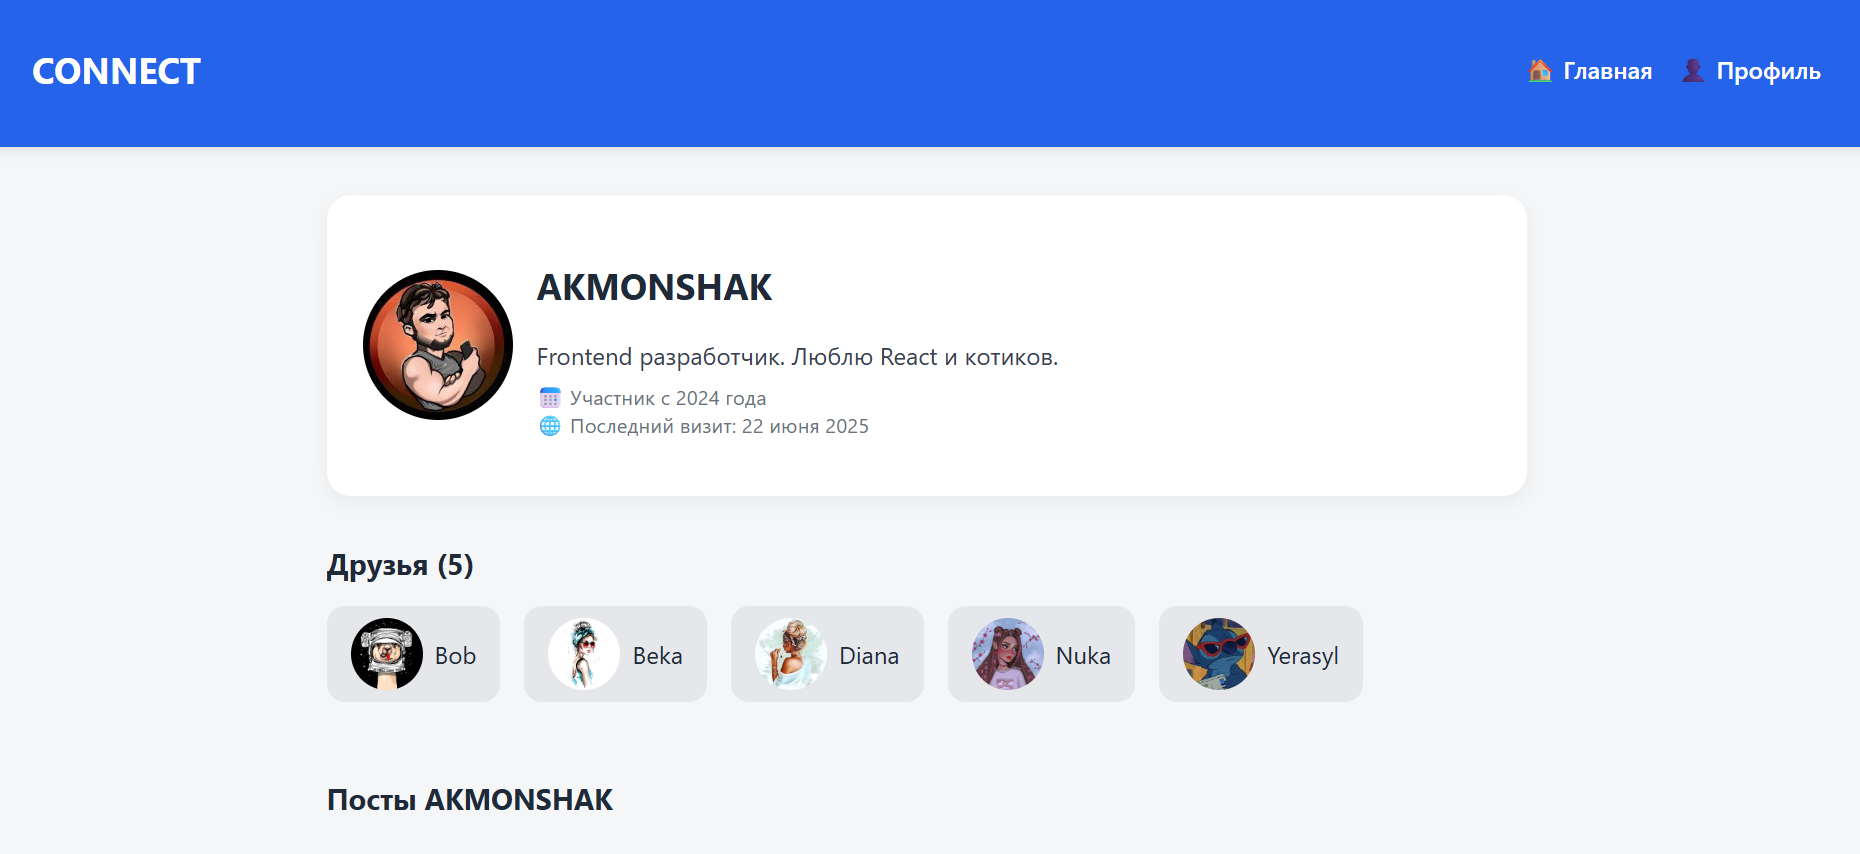 CONNECT
Главная
Профиль
AKMONSHAK
Frontend разработчик. Люблю React и котиков.
Участник с 2024 года
Последний визит: 22 июня 2025
Друзья (5)
Bob
Beka
Diana
Nuka
Yerasyl
Посты AKMONSHAK